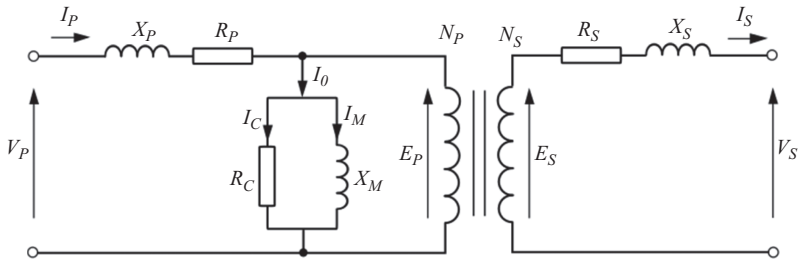 I_P X_P R_P N_P N_S R_S X_S I_S
I_0
I_C I_M
V_P R_C X_M E_P E_S V_S